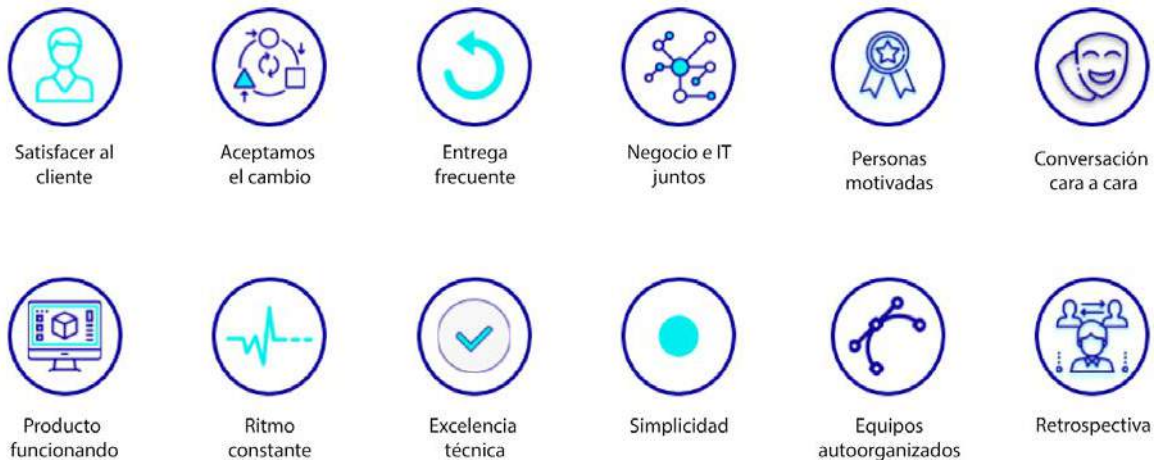 Satisfacer al
cliente
Aceptamos
el cambio
Entrega
frecuente
Negocio e IT
juntos
Personas
motivadas
Conversación
cara a cara
Producto
funcionando
Ritmo
constante
Excelencia
técnica
Simplicidad
Equipos
autoorganizados
Retrospectiva